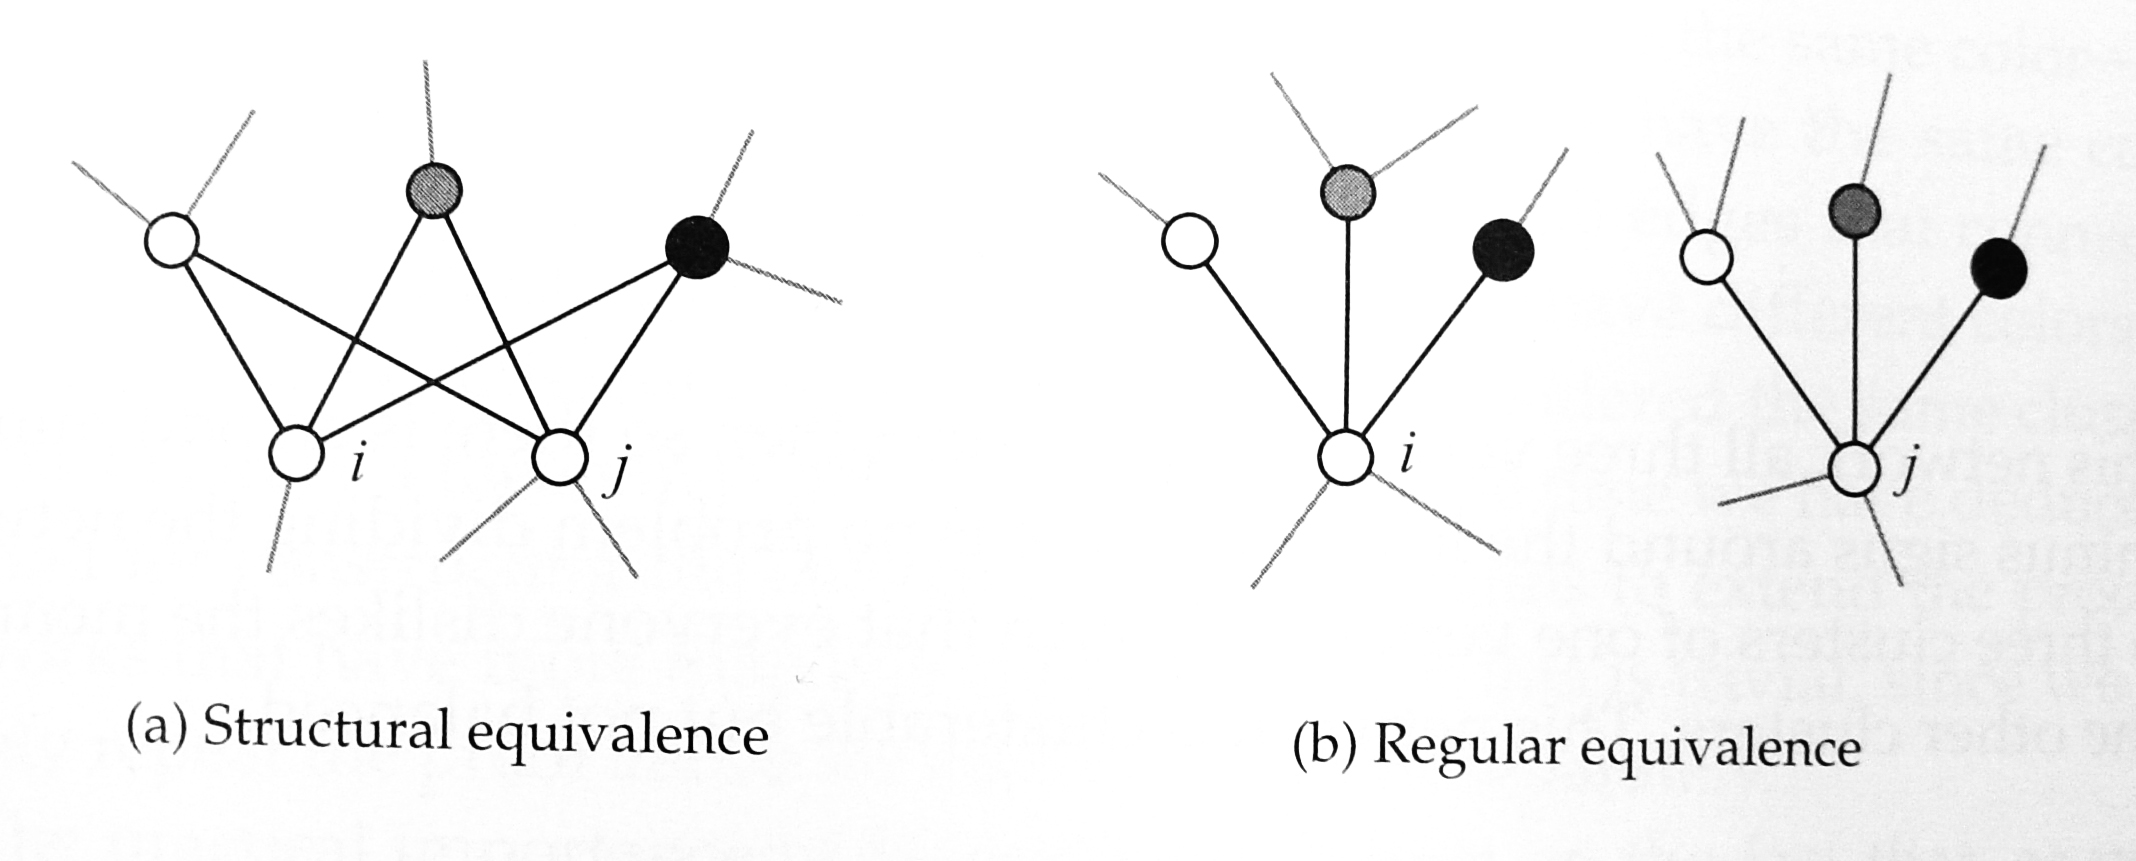 i
j
(a) Structural equivalence
i
j
(b) Regular equivalence